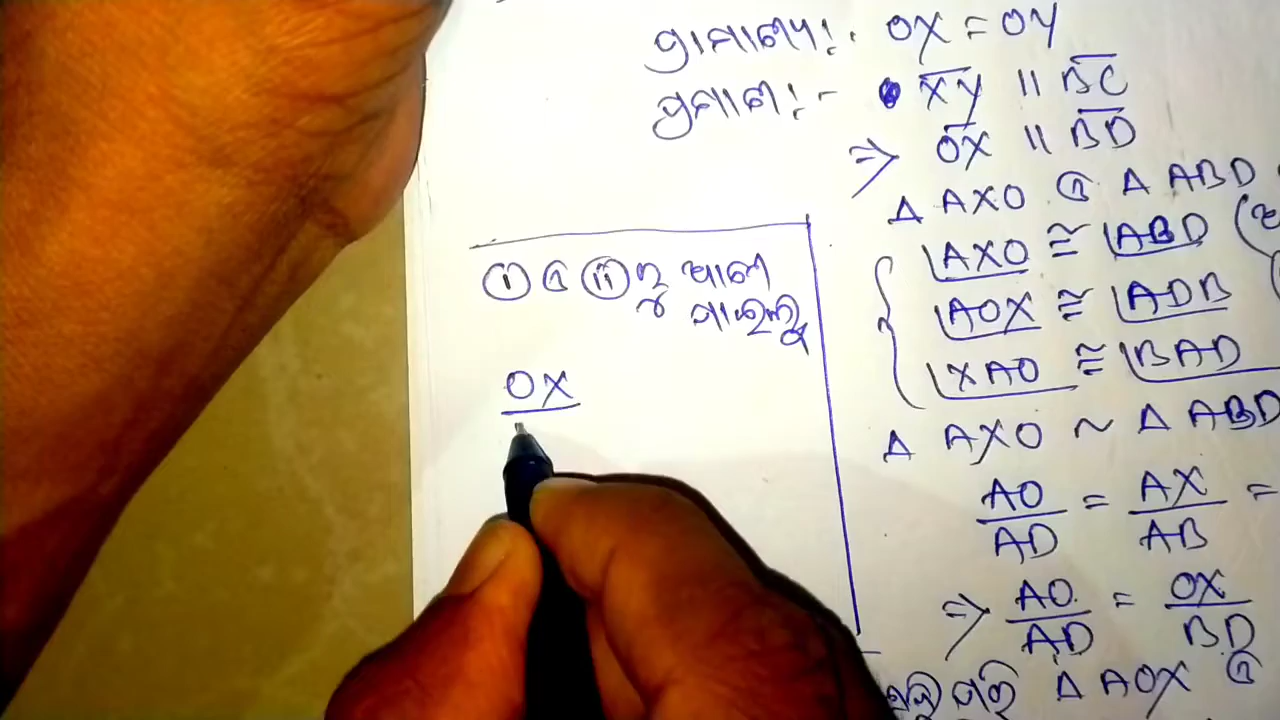 ପ୍ରାମାଣ୍ୟ:- OX = OY
ପ୍ରମାଣ:- XY || BC
⇒ OX || BD
Δ AXO ଓ Δ ABD
∠AXO ≅ ∠ABD
∠AOX ≅ ∠ADB
∠XAO ≅ ∠BAD
Δ AXO ~ Δ ABD
AO/AD = AX/AB =
⇒ AO/AD = OX/BD
Δ AOX ଓ
(i) ଓ (ii) ରୁ
ପାଇଲୁ
OX